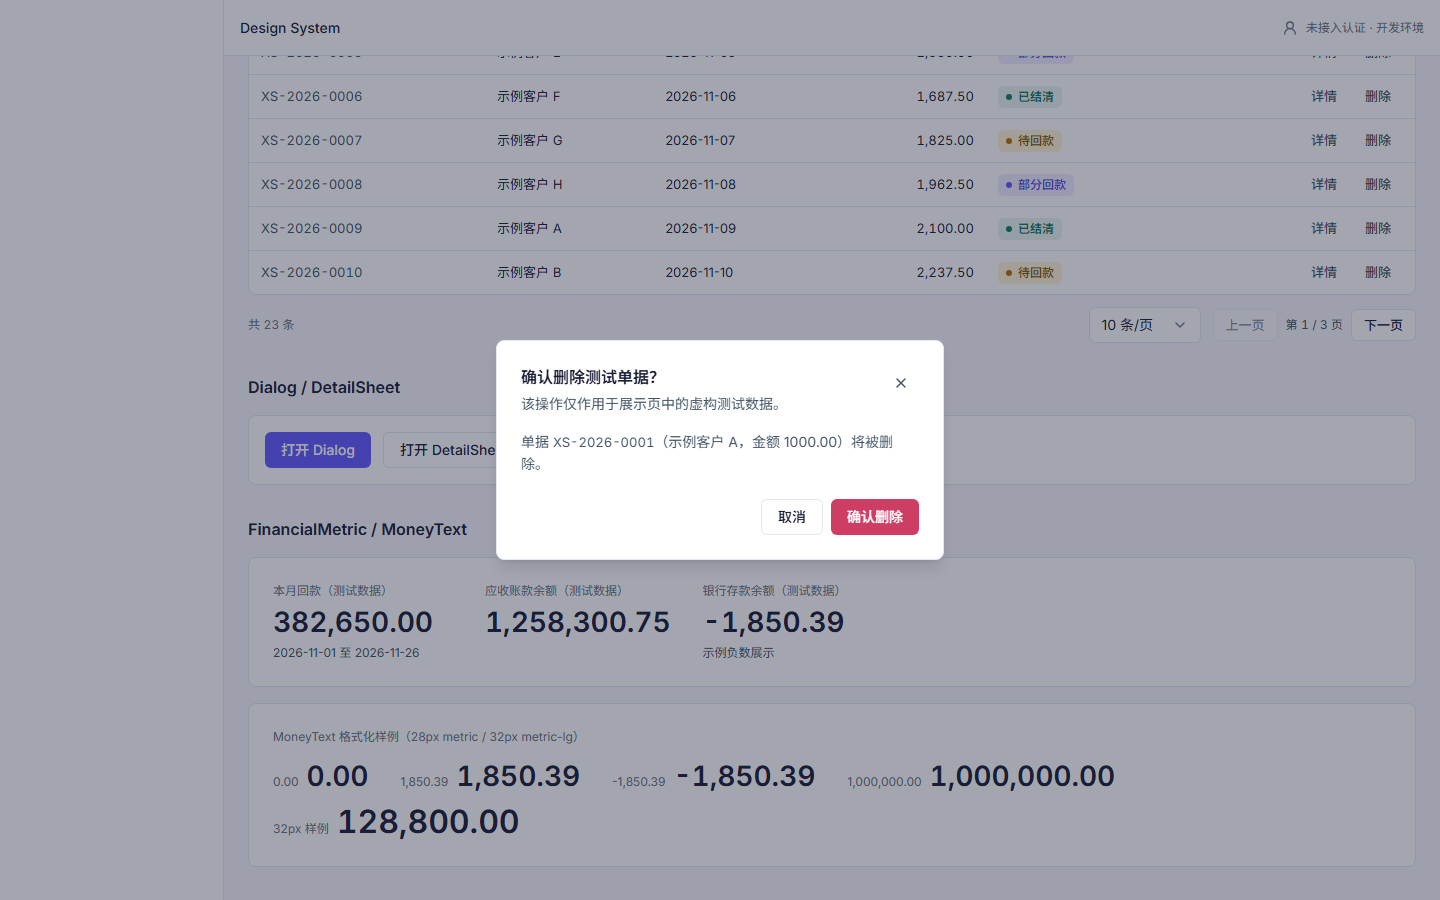 Design System
未接入认证 · 开发环境
XS-2026-0006 示例客户 F 2026-11-06 1,687.50 已结清 详情 删除
XS-2026-0007 示例客户 G 2026-11-07 1,825.00 待回款 详情 删除
XS-2026-0008 示例客户 H 2026-11-08 1,962.50 部分回款 详情 删除
XS-2026-0009 示例客户 A 2026-11-09 2,100.00 已结清 详情 删除
XS-2026-0010 示例客户 B 2026-11-10 2,237.50 待回款 详情 删除
共 23 条 10 条/页 上一页 第 1 / 3 页 下一页
确认删除测试单据？
该操作仅作用于展示页中的虚构测试数据。
单据 XS-2026-0001（示例客户 A，金额 1000.00）将被删
除。
取消 确认删除
Dialog / DetailSheet
打开 Dialog 打开 DetailShe
FinancialMetric / MoneyText
本月回款（测试数据） 应收账款余额（测试数据） 银行存款余额（测试数据）
382,650.00 1,258,300.75 -1,850.39
2026-11-01 至 2026-11-26 示例负数展示
MoneyText 格式化样例（28px metric / 32px metric-lg）
0.00 0.00 1,850.39 1,850.39 -1,850.39 -1,850.39 1,000,000.00 1,000,000.00
32px 样例 128,800.00